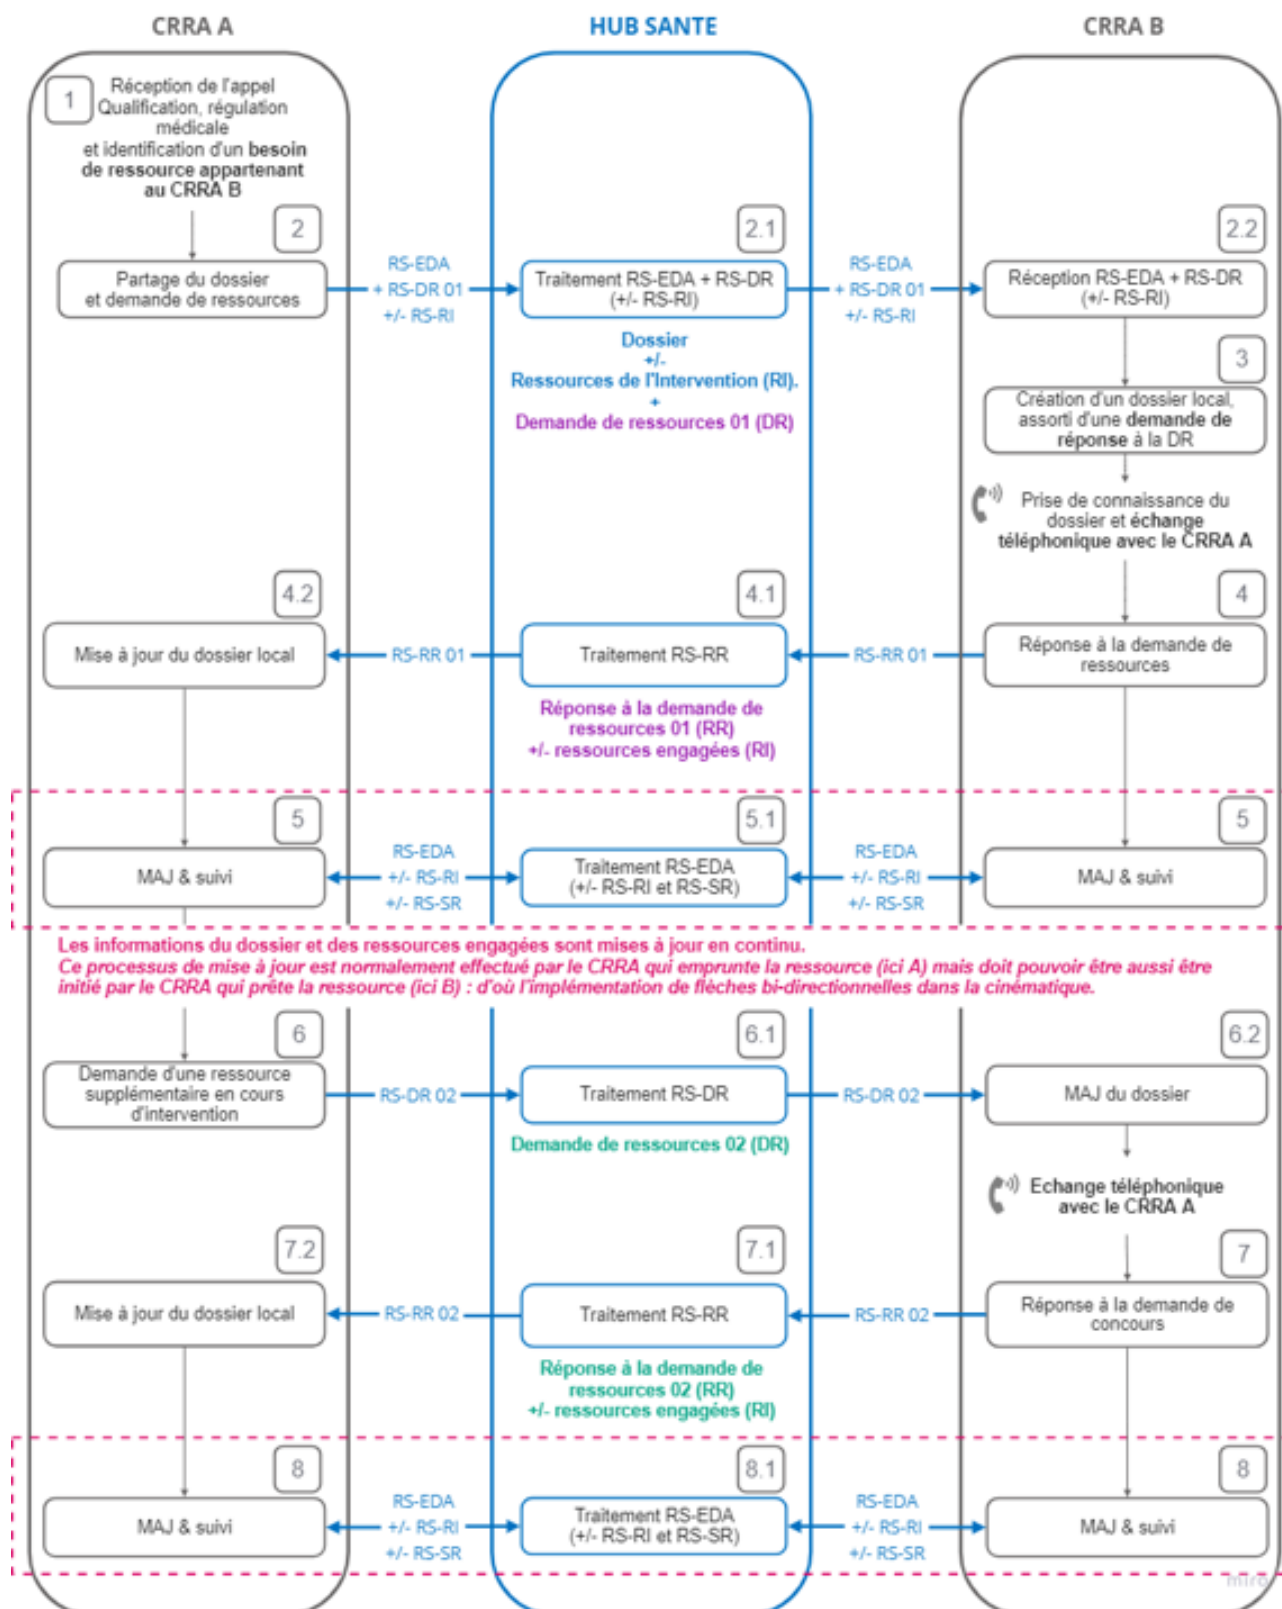 CRRA A
HUB SANTE
CRRA B
1
Réception de l'appel
Qualification, régulation
médicale
et identification d'un besoin
de ressource appartenant
au CRRA B
2
2.1
2.2
Partage du dossier
et demande de ressources
RS-EDA
+ RS-DR 01
+/- RS-RI
Traitement RS-EDA + RS-DR
(+/- RS-RI)
RS-EDA
+ RS-DR 01
+/- RS-RI
Réception RS-EDA + RS-DR
(+/- RS-RI)
Dossier
+/-
Ressources de l'Intervention (RI).
+
Demande de ressources 01 (DR)
3
Création d'un dossier local,
assorti d'une demande de
réponse à la DR
Prise de connaissance du
dossier et échange
téléphonique avec le CRRA A
4.2
4.1
4
Mise à jour du dossier local
RS-RR 01
Traitement RS-RR
RS-RR 01
Réponse à la demande de
ressources
Réponse à la demande de
ressources 01 (RR)
+/- ressources engagées (RI)
5
5.1
5
MAJ & suivi
RS-EDA
+/- RS-RI
+/- RS-SR
Traitement RS-EDA
(+/- RS-RI et RS-SR)
RS-EDA
+/- RS-RI
+/- RS-SR
MAJ & suivi
Les informations du dossier et des ressources engagées sont mises à jour en continu.
Ce processus de mise à jour est normalement effectué par le CRRA qui emprunte la ressource (ici A) mais doit pouvoir être aussi être
initié par le CRRA qui prête la ressource (ici B) : d'où l'implémentation de flèches bi-directionnelles dans la cinématique.
6
6.1
6.2
Demande d'une ressource
supplémentaire en cours
d'intervention
RS-DR 02
Traitement RS-DR
RS-DR 02
MAJ du dossier
Demande de ressources 02 (DR)
Echange téléphonique
avec le CRRA A
7.2
7.1
7
Mise à jour du dossier local
RS-RR 02
Traitement RS-RR
RS-RR 02
Réponse à la demande de
concours
Réponse à la demande de
ressources 02 (RR)
+/- ressources engagées (RI)
8
8.1
8
MAJ & suivi
RS-EDA
+/- RS-RI
+/- RS-SR
Traitement RS-EDA
(+/- RS-RI et RS-SR)
RS-EDA
+/- RS-RI
+/- RS-SR
MAJ & suivi
miro